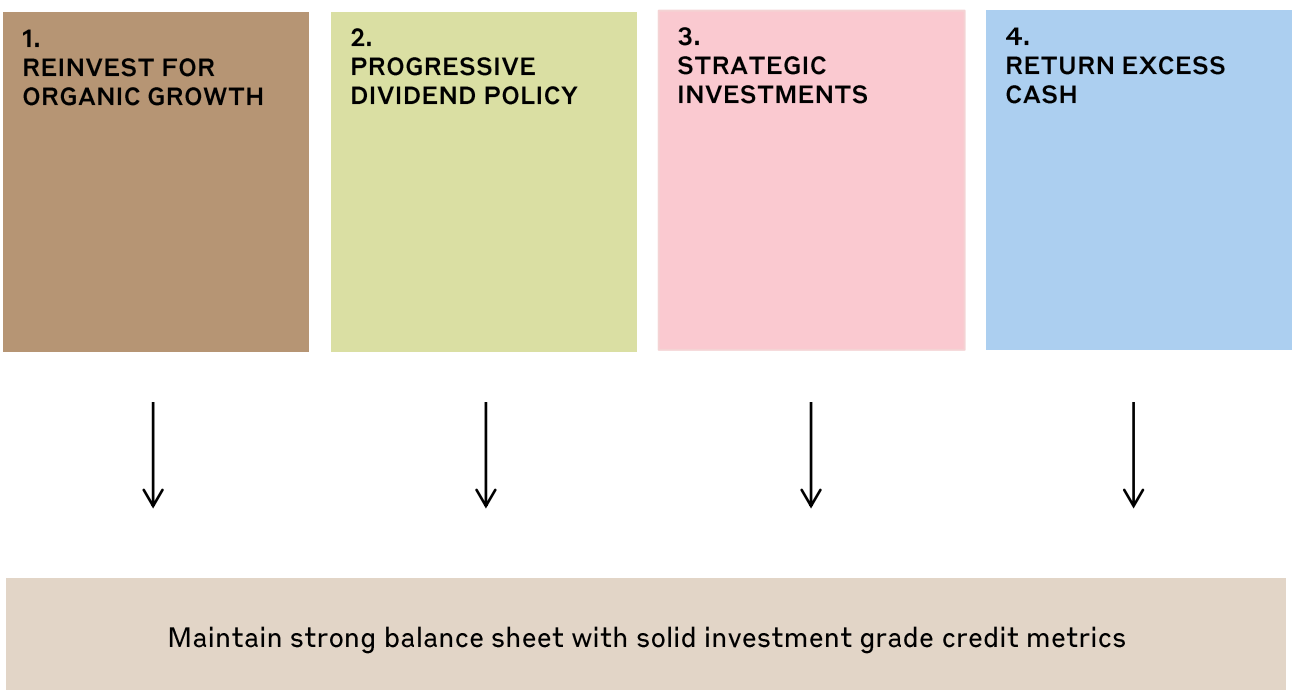 1.
REINVEST FOR
ORGANIC GROWTH
2.
PROGRESSIVE
DIVIDEND POLICY
3.
STRATEGIC
INVESTMENTS
4.
RETURN EXCESS
CASH
Maintain strong balance sheet with solid investment grade credit metrics